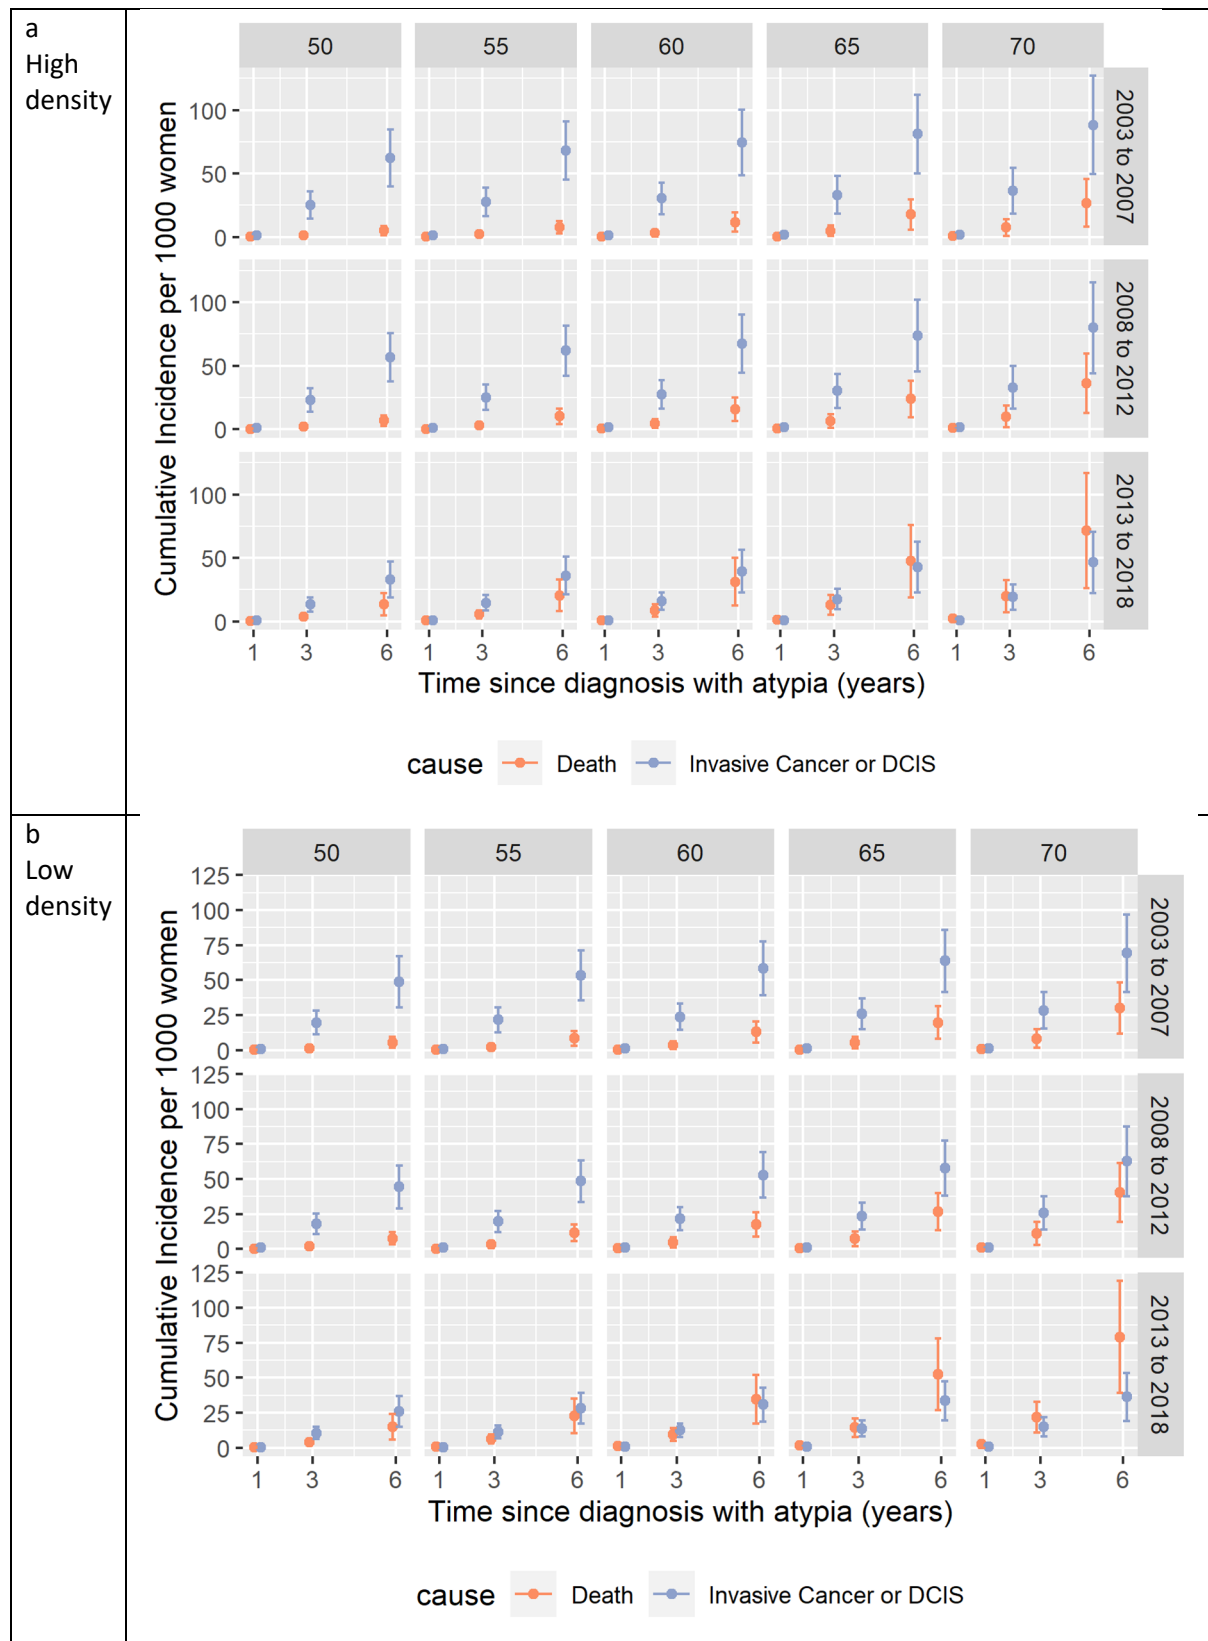 a
High
density
50 55 60 65 70
Cumulative Incidence per 1000 women
100
50
0
2003 to 2007
100
50
0
2008 to 2012
100
50
0
2013 to 2018
1 3 6 1 3 6 1 3 6 1 3 6 1 3 6
Time since diagnosis with atypia (years)
cause Death Invasive Cancer or DCIS
b
Low
density
50 55 60 65 70
Cumulative Incidence per 1000 women
125
100
75
50
25
0
2003 to 2007
125
100
75
50
25
0
2008 to 2012
125
100
75
50
25
0
2013 to 2018
1 3 6 1 3 6 1 3 6 1 3 6 1 3 6
Time since diagnosis with atypia (years)
cause Death Invasive Cancer or DCIS